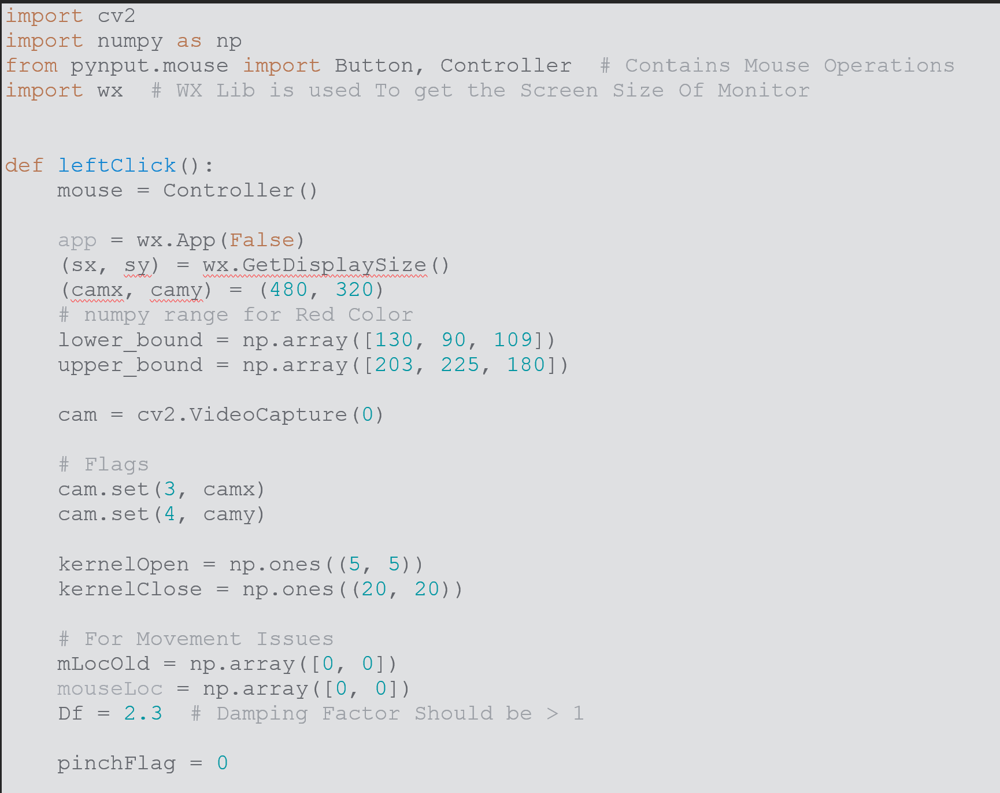 import cv2
import numpy as np
from pynput.mouse import Button, Controller  # Contains Mouse Operations
import wx  # WX Lib is used To get the Screen Size Of Monitor
def leftClick():
    mouse = Controller()
    app = wx.App(False)
    (sx, sy) = wx.GetDisplaySize()
    (camx, camy) = (480, 320)
    # numpy range for Red Color
    lower_bound = np.array([130, 90, 109])
    upper_bound = np.array([203, 225, 180])
    cam = cv2.VideoCapture(0)
    # Flags
    cam.set(3, camx)
    cam.set(4, camy)
    kernelOpen = np.ones((5, 5))
    kernelClose = np.ones((20, 20))
    # For Movement Issues
    mLocOld = np.array([0, 0])
    mouseLoc = np.array([0, 0])
    Df = 2.3  # Damping Factor Should be > 1
    pinchFlag = 0